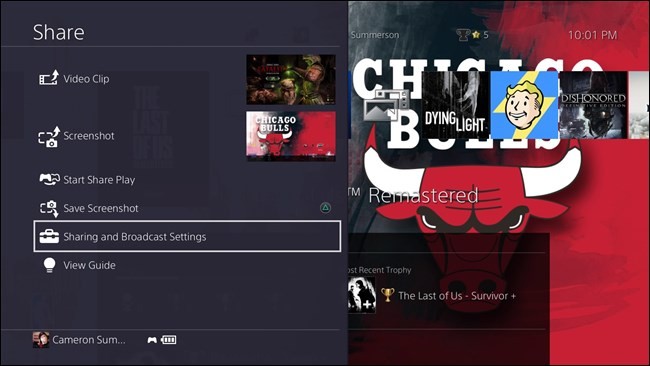 Share
Video Clip
Screenshot
CHICAGO
BULLS
Start Share Play
Save Screenshot
Sharing and Broadcast Settings
View Guide
Cameron Sum...
Summerson
5
10:01 PM
CHICAGO
BULLS
DYING LIGHT
DISHONORED
DEFINITIVE EDITION
™ Remastered
ost Recent Trophy
The Last of Us - Survivor +